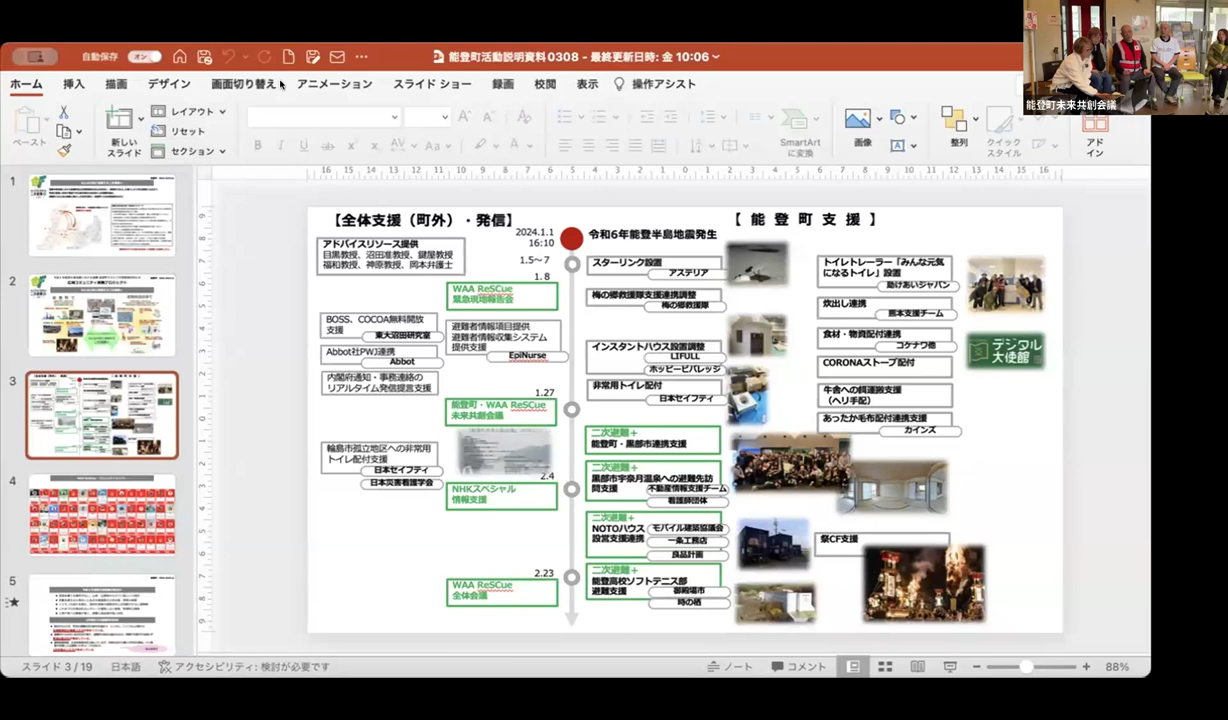 自動保存 オン 能登町活動説明資料0308 - 最終更新日時: 金 10:06
ホーム 挿入 描画 デザイン 画面切り替え アニメーション スライド ショー 録画 校閲 表示 操作アシスト
ペースト
新しい
スライド
レイアウト
リセット
セクション
SmartArt
に変換
画像
整列
クイック
スタイル
アド
イン
能登町未来共創会議
1
2
3
4
5
【全体支援（町外）・発信】
【 能 登 町 支 援 】
2024.1.1
16:10
令和6年能登半島地震発生
アドバイスリソース提供
目黒教授、沼田准教授、鍵屋教授
福和教授、神原教授、岡本弁護士
1.5～7
1.8
WAA ReSCue
緊急現地報告会
BOSS、COCOA無料開放
支援
東大沼田研究室
避難者情報項目提供
避難者情報収集システム
提供支援
EpiNurse
Abbot社PWJ連携
Abbot
内閣府通知・事務連絡の
リアルタイム発信提言支援
1.27
能登町・WAA ReSCue
未来共創会議
輪島市孤立地区への非常用
トイレ配付支援
日本セイフティ
日本災害看護学会
2.4
NHKスペシャル
情報支援
2.23
WAA ReSCue
全体会議
スターリンク設置
アステリア
梅の郷救援隊支援連携調整
梅の郷救援隊
インスタントハウス設置調整
LIFULL
ホッピービバレッジ
非常用トイレ配付
日本セイフティ
二次避難＋
能登町・黒部市連携支援
二次避難＋
黒部市宇奈月温泉への避難先訪
問支援
不動産情報支援チーム
看護師団体
二次避難＋
NOTOハウス
設営支援連携
モバイル建築協議会
一条工務店
良品計画
二次避難＋
能登高校ソフトテニス部
避難支援
御殿場市
時の栖
トイレトレーラー「みんな元気
になるトイレ」設置
助けあいジャパン
炊出し連携
熊本支援チーム
食材・物資配付連携
コケナワ他
CORONAストーブ配付
牛舎への飼運搬支援
（ヘリ手配）
あったか毛布配付連携支援
カインズ
デジタル
大使館
祭CF支援
スライド 3 / 19 日本語 アクセシビリティ: 検討が必要です ノート コメント 88%